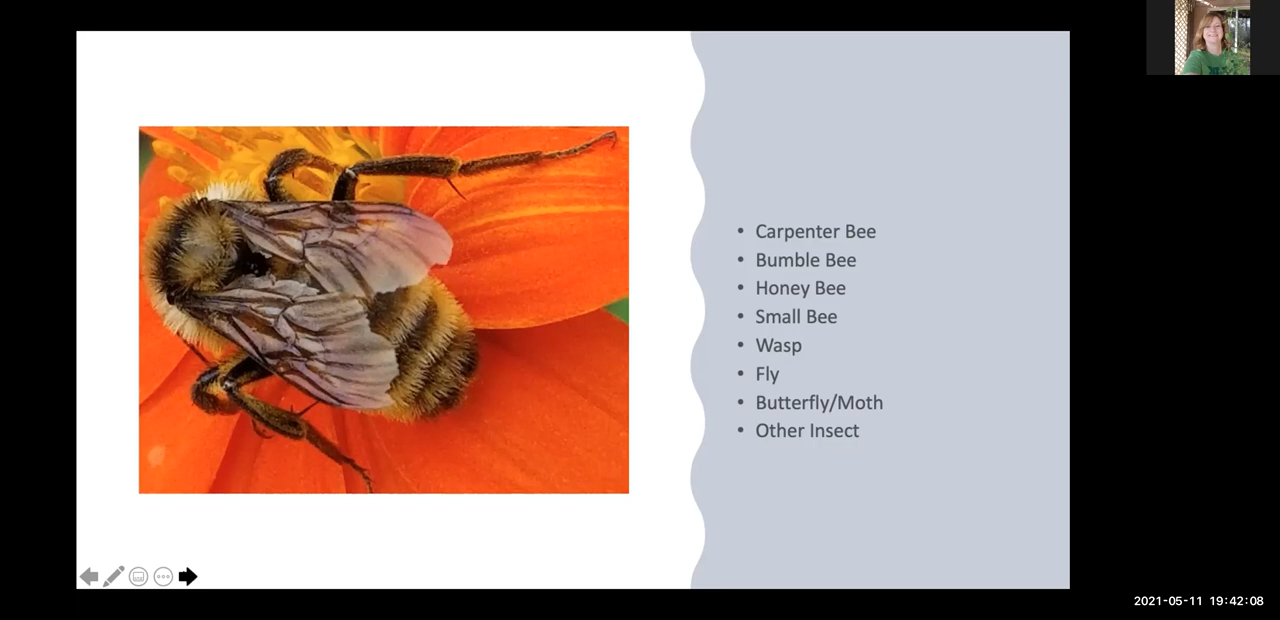 • Carpenter Bee
• Bumble Bee
• Honey Bee
• Small Bee
• Wasp
• Fly
• Butterfly/Moth
• Other Insect
2021-05-11 19:42:08